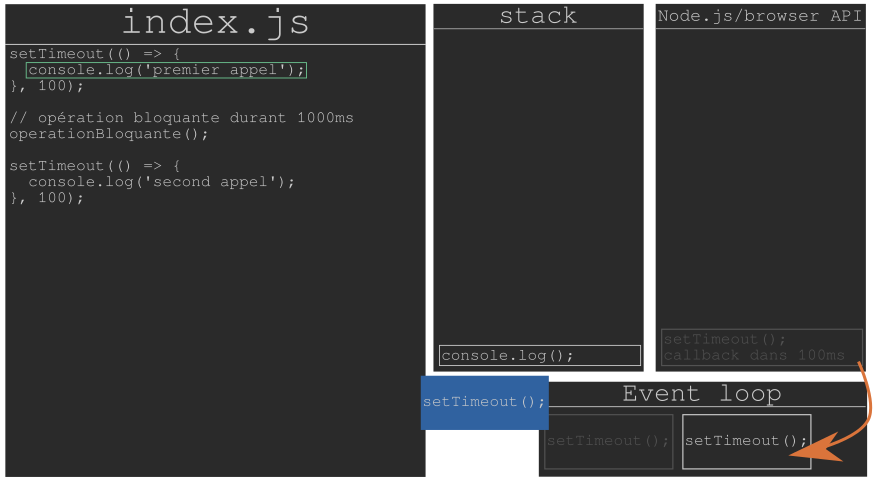 index.js
setTimeout(() => {
  console.log('premier appel');
}, 100);
// opération bloquante durant 1000ms
operationBloquante();
setTimeout(() => {
  console.log('second appel');
}, 100);
stack
console.log();
Node.js/browser API
setTimeout();
callback dans 100ms
setTimeout();
Event loop
setTimeout();
setTimeout();